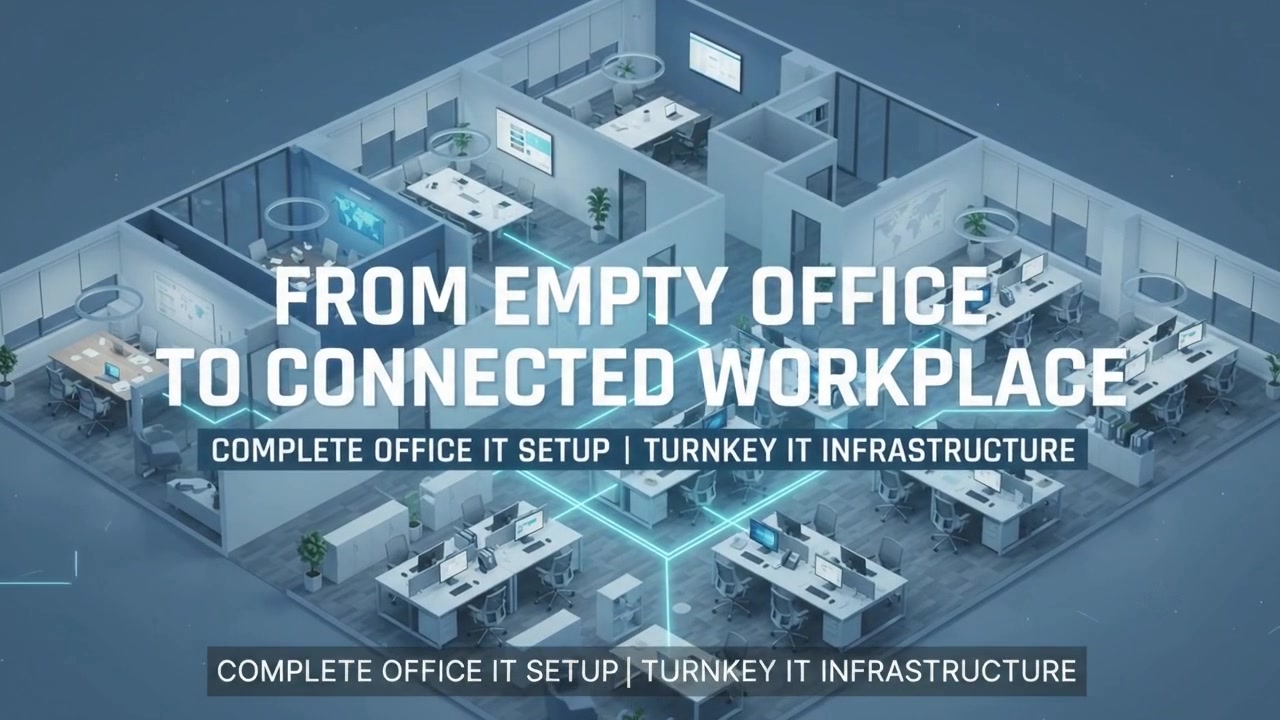 FROM EMPTY OFFICE
TO CONNECTED WORKPLACE
COMPLETE OFFICE IT SETUP | TURNKEY IT INFRASTRUCTURE
COMPLETE OFFICE IT SETUP | TURNKEY IT INFRASTRUCTURE